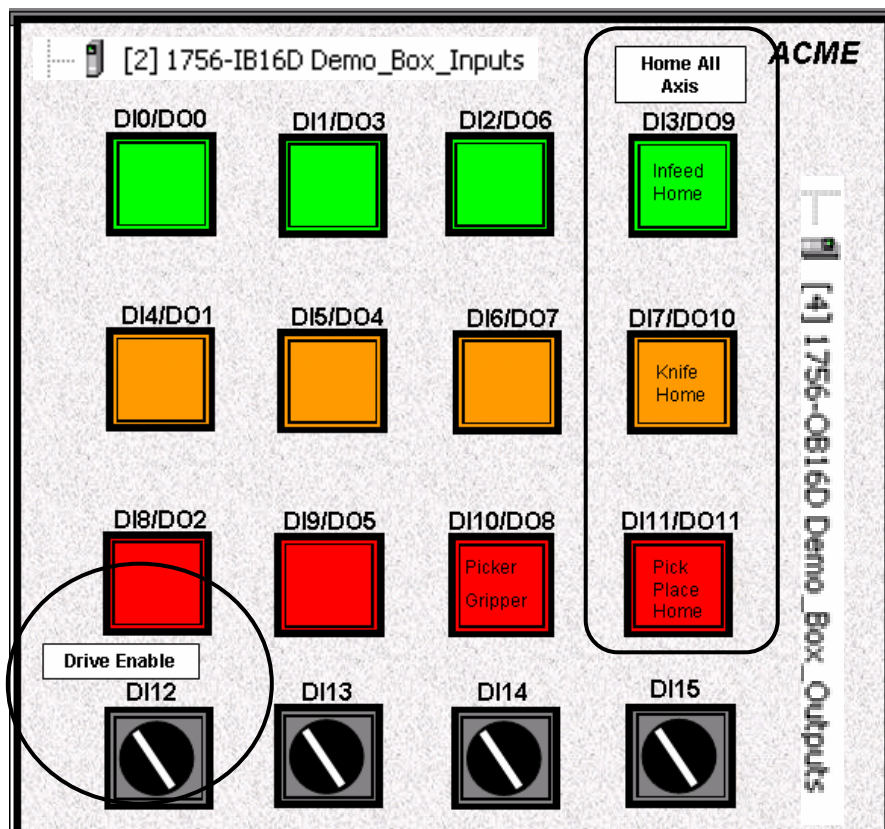 [2] 1756-IB16D Demo_Box_Inputs
Home All
Axis
ACME
DI0/DO0
DI1/DO3
DI2/DO6
DI3/DO9
Infeed
Home
DI4/DO1
DI5/DO4
DI6/DO7
DI7/DO10
Knife
Home
[4] 1756-OB16D Demo_Box_Outputs
DI8/DO2
DI9/DO5
DI10/DO8
DI11/DO11
Picker
Gripper
Pick
Place
Home
Drive Enable
DI12
DI13
DI14
DI15